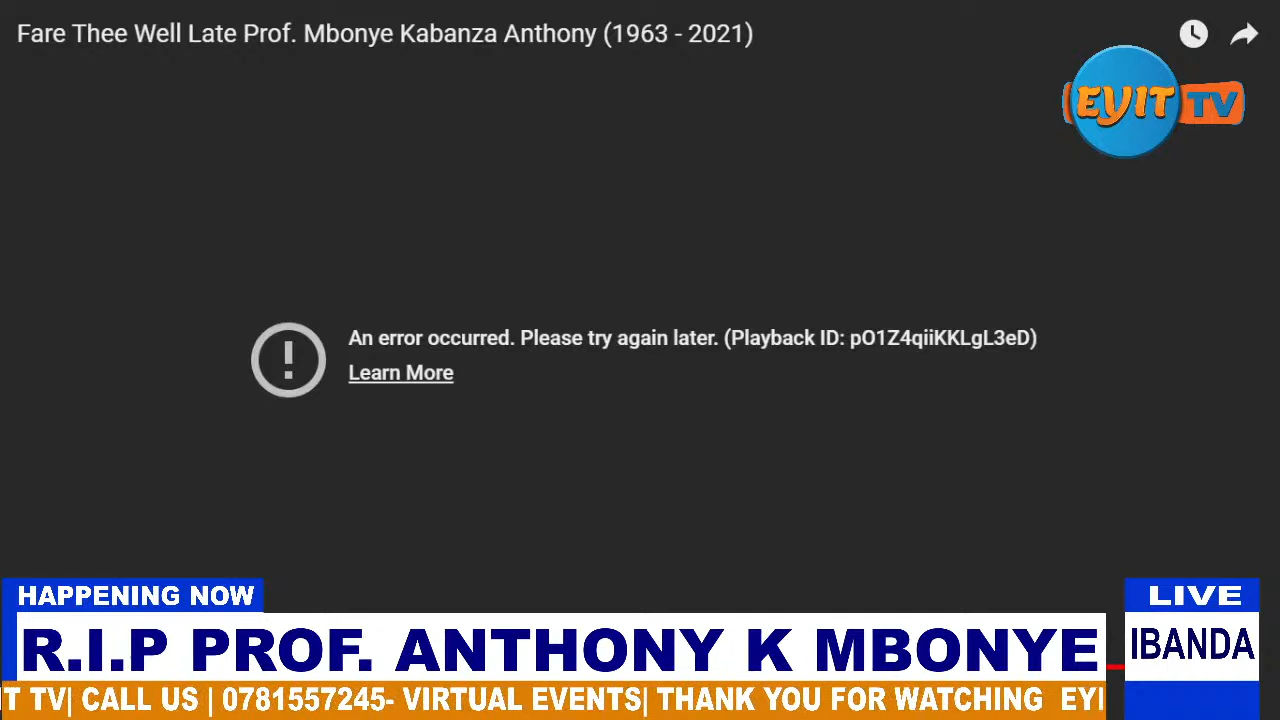 Fare Thee Well Late Prof. Mbonye Kabanza Anthony (1963 - 2021)
EYIT TV
An error occurred. Please try again later. (Playback ID: pO1Z4qiiKKLgL3eD)
Learn More
HAPPENING NOW
LIVE
R.I.P PROF. ANTHONY K MBONYE
IBANDA
IT TV| CALL US | 0781557245- VIRTUAL EVENTS| THANK YOU FOR WATCHING EYI